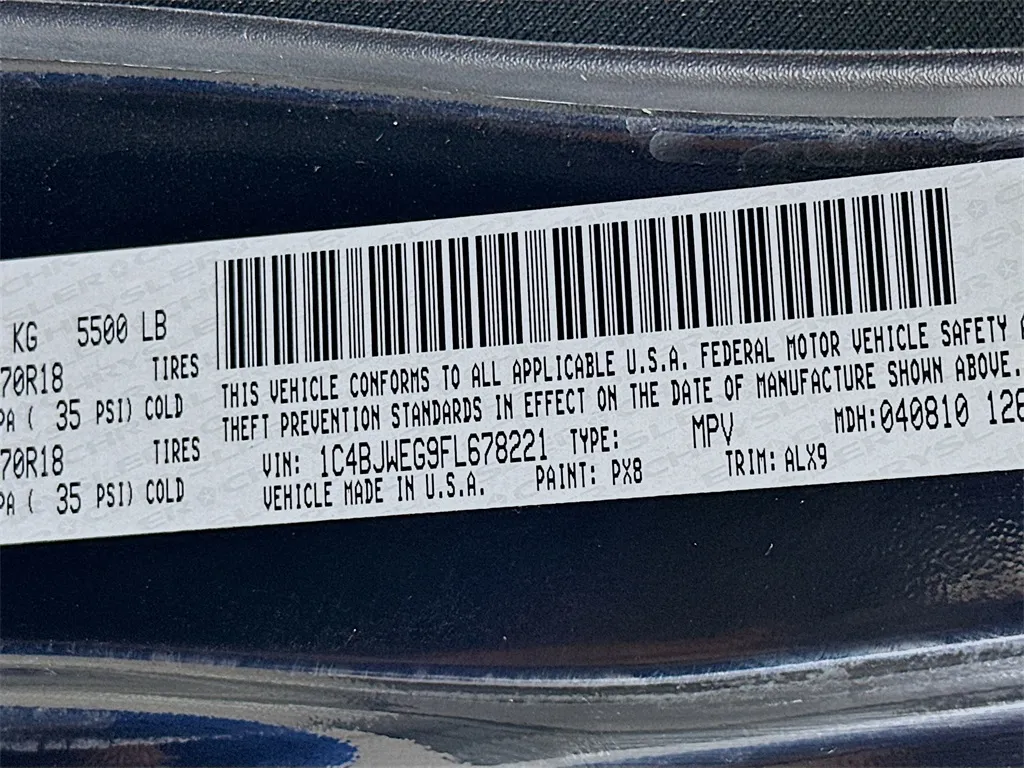 KG 5500 LB
70R18 TIRES
PA ( 35 PSI) COLD
70R18 TIRES
PA ( 35 PSI) COLD
THIS VEHICLE CONFORMS TO ALL APPLICABLE U.S.A. FEDERAL MOTOR VEHICLE SAFETY
THEFT PREVENTION STANDARDS IN EFFECT ON THE DATE OF MANUFACTURE SHOWN ABOVE.
VIN: 1C4BJWEG9FL678221 TYPE: MPV MDH:040810 126
VEHICLE MADE IN U.S.A. PAINT: PX8 TRIM: ALX9
CHRYSLER